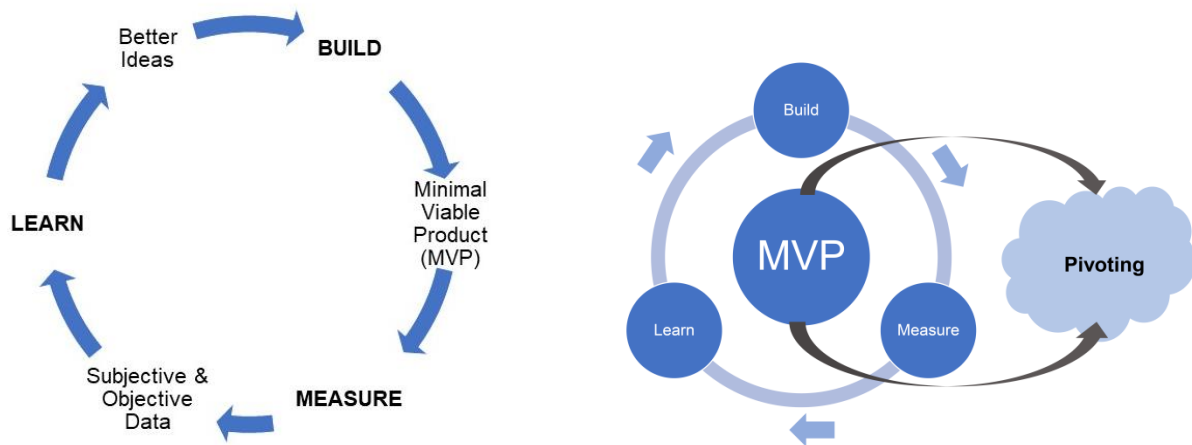 Better
Ideas
BUILD
Minimal
Viable
Product
(MVP)
MEASURE
Subjective &
Objective
Data
LEARN
Build
MVP
Learn
Measure
Pivoting